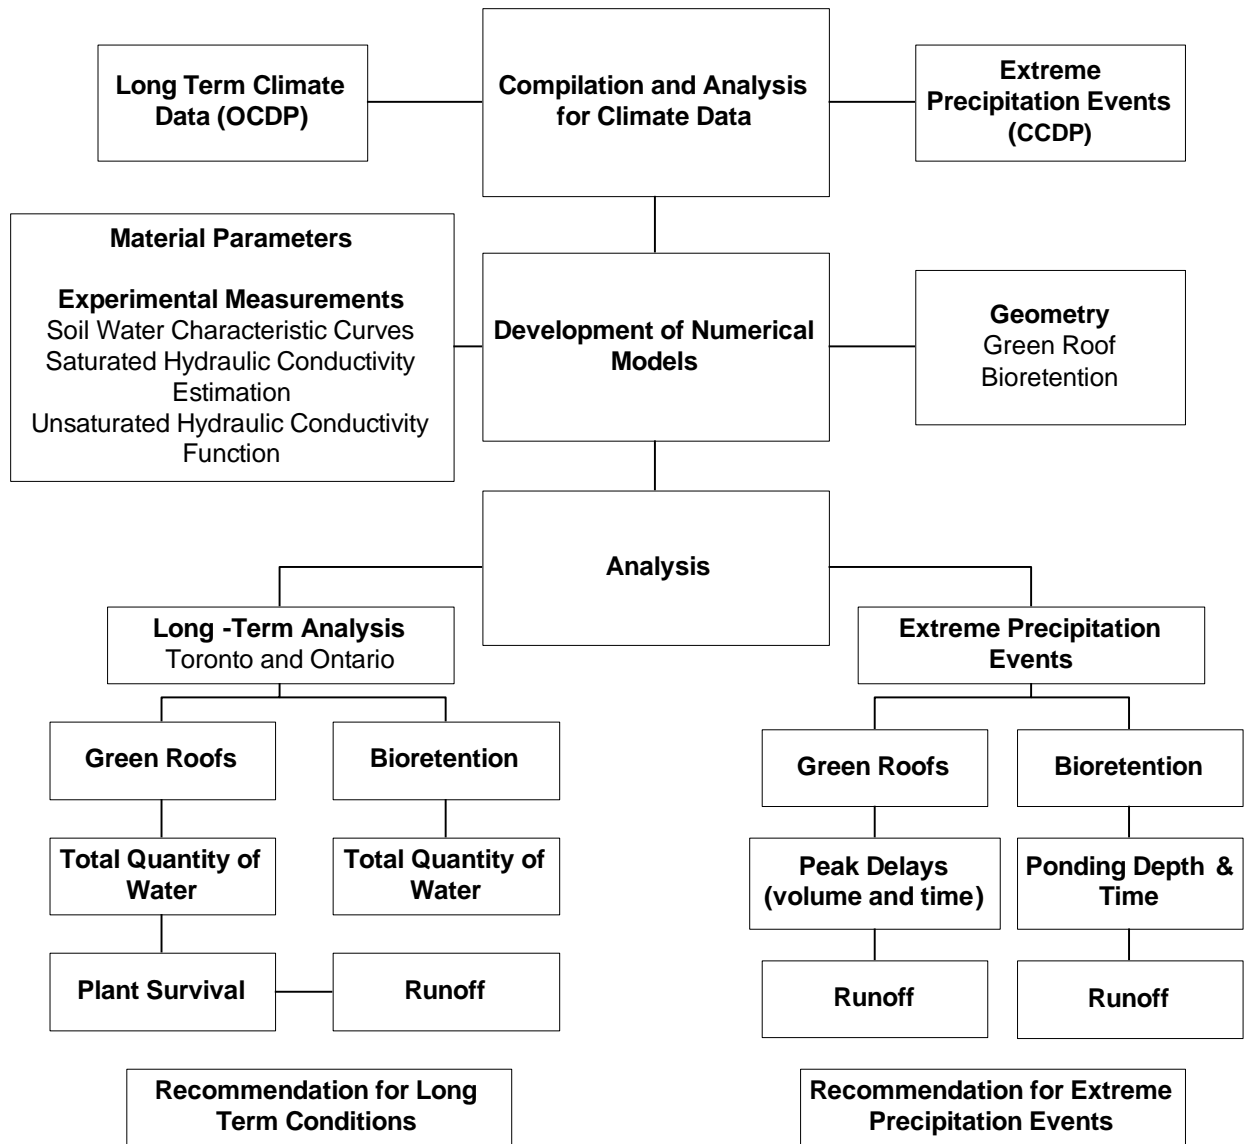 Long Term Climate
Data (OCDP)
Compilation and Analysis
for Climate Data
Extreme
Precipitation Events
(CCDP)
Material Parameters
Experimental Measurements
Soil Water Characteristic Curves
Saturated Hydraulic Conductivity
Estimation
Unsaturated Hydraulic Conductivity
Function
Development of Numerical
Models
Geometry
Green Roof
Bioretention
Analysis
Long -Term Analysis
Toronto and Ontario
Extreme Precipitation
Events
Green Roofs
Bioretention
Green Roofs
Bioretention
Total Quantity of
Water
Total Quantity of
Water
Peak Delays
(volume and time)
Ponding Depth &
Time
Plant Survival
Runoff
Runoff
Runoff
Recommendation for Long
Term Conditions
Recommendation for Extreme
Precipitation Events